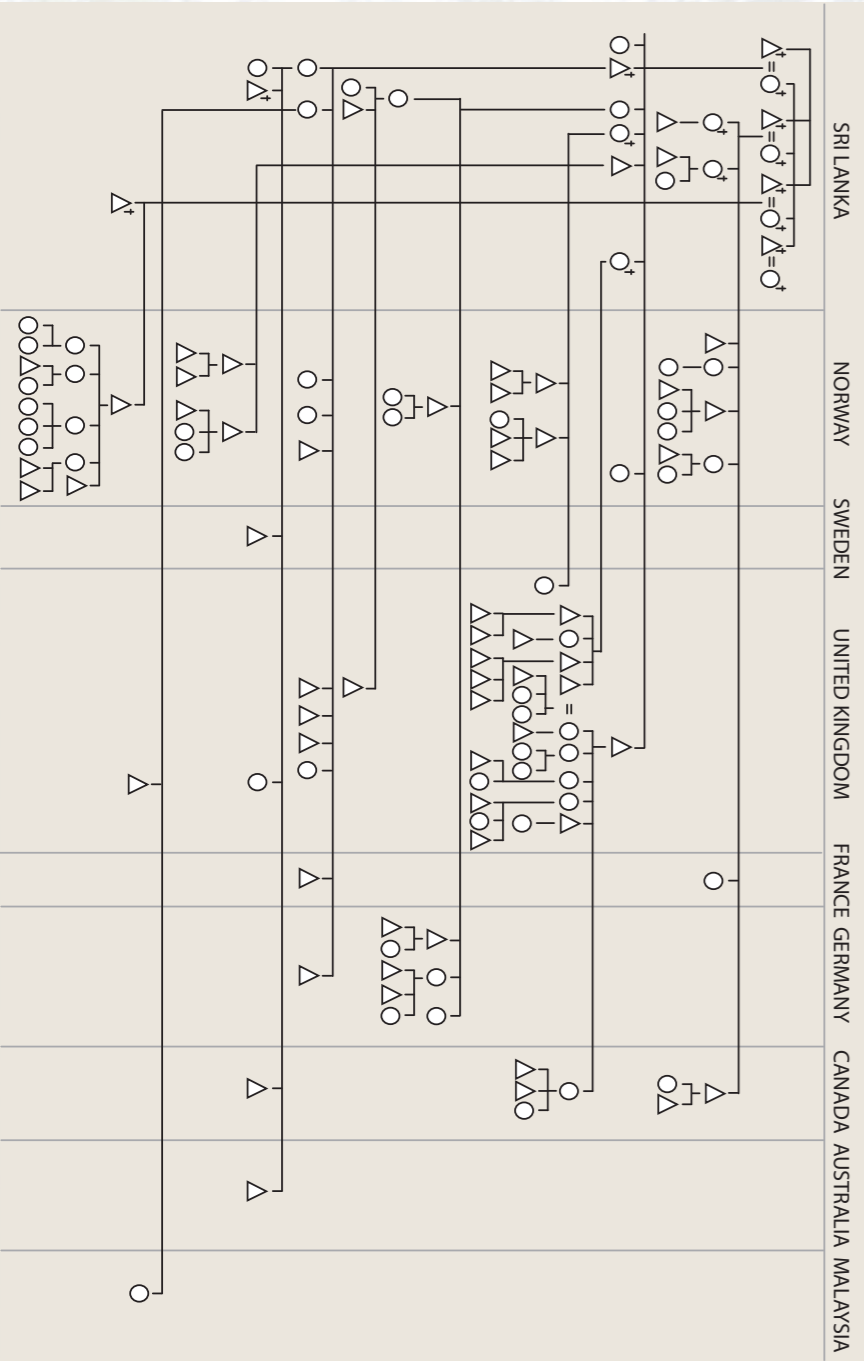 SRI LANKA
NORWAY
SWEDEN
UNITED KINGDOM
FRANCE
GERMANY
CANADA
AUSTRALIA
MALAYSIA